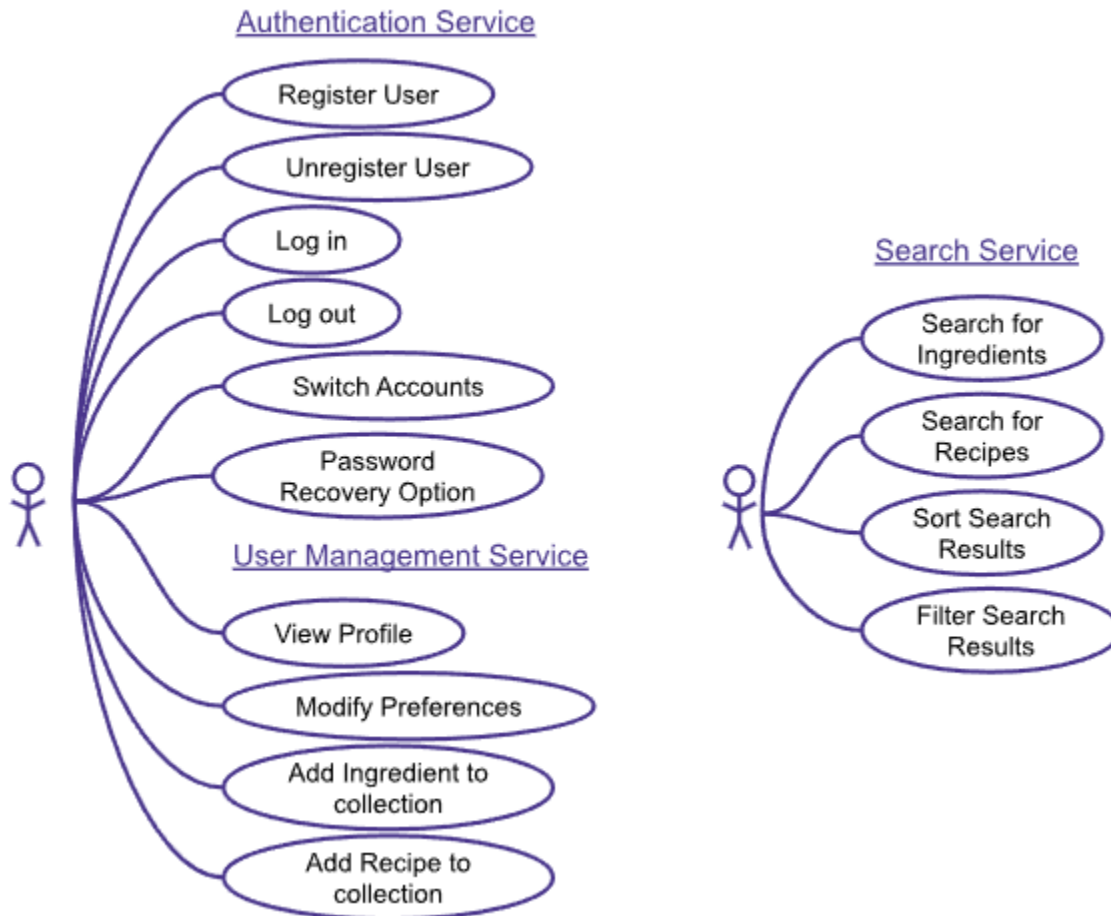 Authentication Service
Register User
Unregister User
Log in
Log out
Switch Accounts
Password
Recovery Option
User Management Service
View Profile
Modify Preferences
Add Ingredient to
collection
Add Recipe to
collection
Search Service
Search for
Ingredients
Search for
Recipes
Sort Search
Results
Filter Search
Results